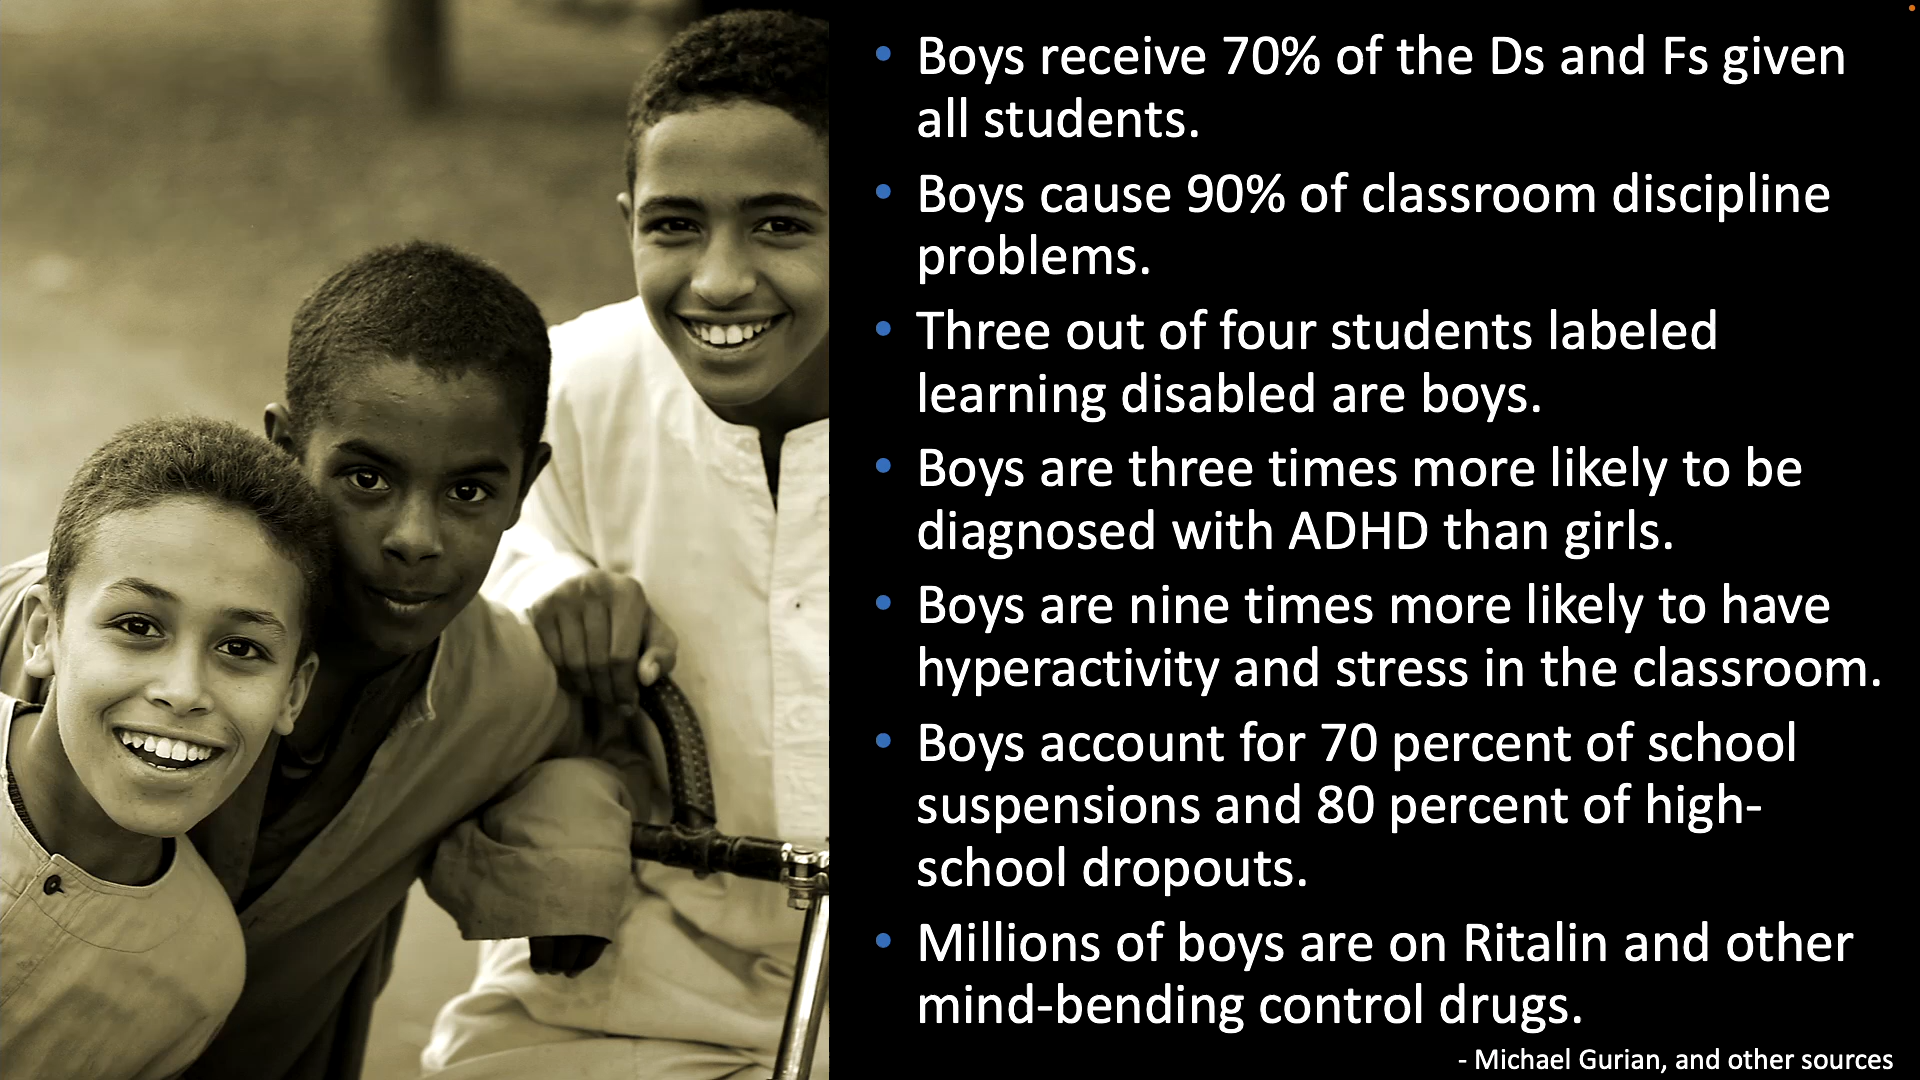 • Boys receive 70% of the Ds and Fs given
all students.
• Boys cause 90% of classroom discipline
problems.
• Three out of four students labeled
learning disabled are boys.
• Boys are three times more likely to be
diagnosed with ADHD than girls.
• Boys are nine times more likely to have
hyperactivity and stress in the classroom.
• Boys account for 70 percent of school
suspensions and 80 percent of high-
school dropouts.
• Millions of boys are on Ritalin and other
mind-bending control drugs.
- Michael Gurian, and other sources